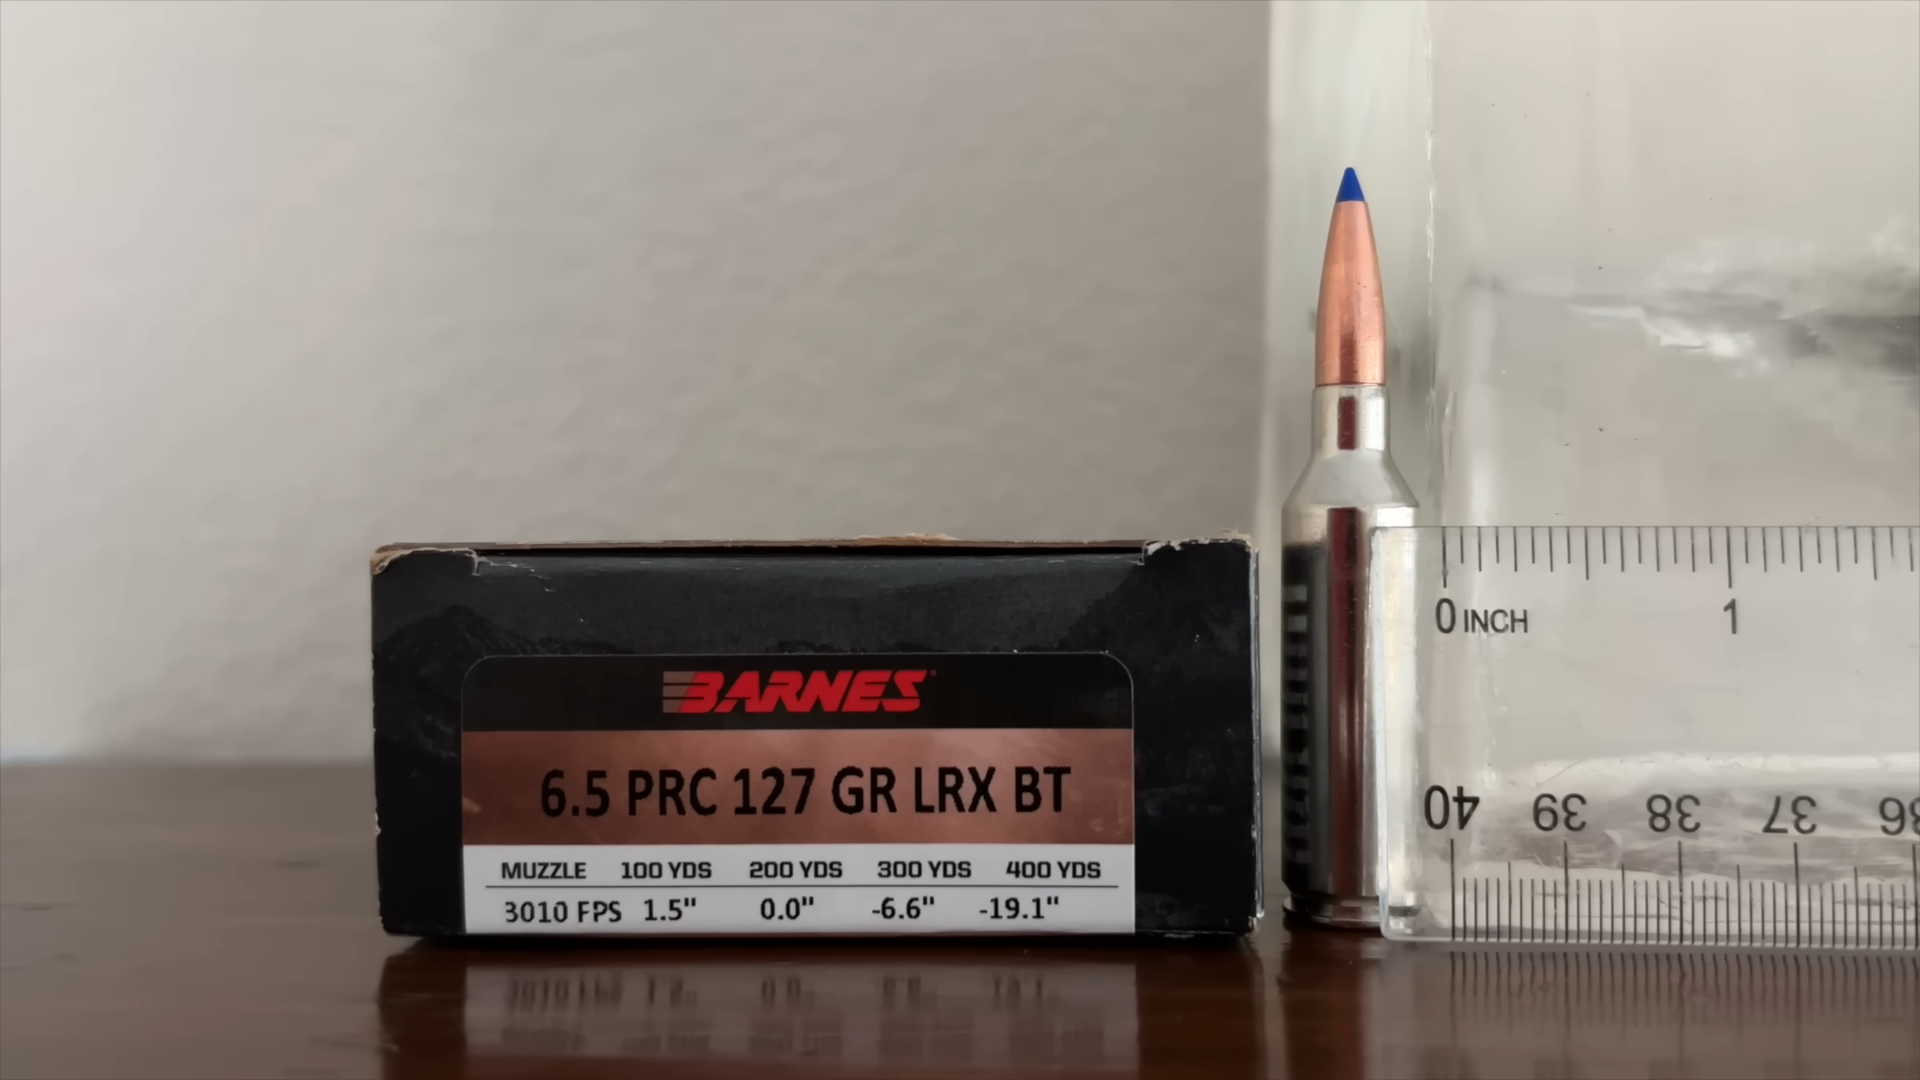 BARNES
6.5 PRC 127 GR LRX BT
MUZZLE 100 YDS 200 YDS 300 YDS 400 YDS
3010 FPS 1.5" 0.0" -6.6" -19.1"
0 INCH 1
40 39 38 37 36